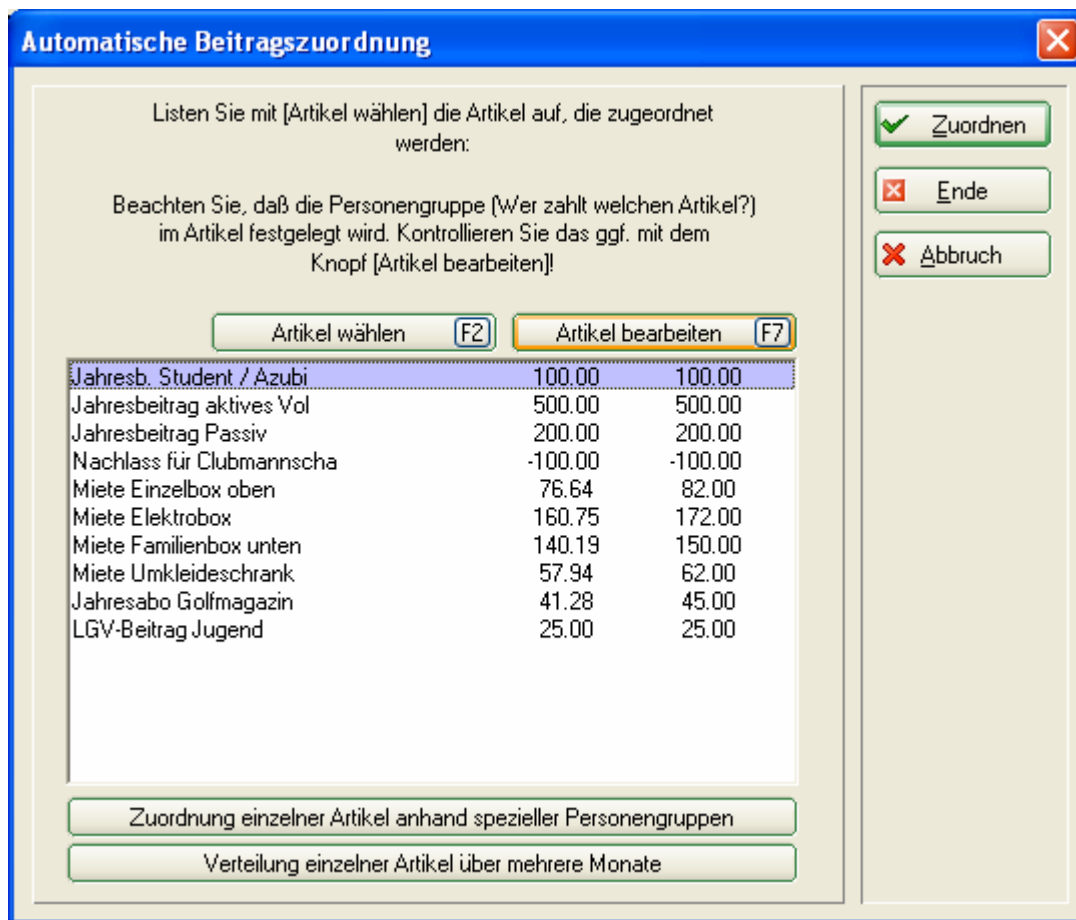 Automatische Beitragszuordnung
Listen Sie mit [Artikel wählen] die Artikel auf, die zugeordnet
werden:
Beachten Sie, daß die Personengruppe (Wer zahlt welchen Artikel?)
im Artikel festgelegt wird. Kontrollieren Sie das ggf. mit dem
Knopf [Artikel bearbeiten]!
Artikel wählen F2 Artikel bearbeiten F7
Jahresb. Student / Azubi 100.00 100.00
Jahresbeitrag aktives Vol 500.00 500.00
Jahresbeitrag Passiv 200.00 200.00
Nachlass für Clubmannscha -100.00 -100.00
Miete Einzelbox oben 76.64 82.00
Miete Elektrobox 160.75 172.00
Miete Familienbox unten 140.19 150.00
Miete Umkleideschrank 57.94 62.00
Jahresabo Golfmagazin 41.28 45.00
LGV-Beitrag Jugend 25.00 25.00
Zuordnung einzelner Artikel anhand spezieller Personengruppen
Verteilung einzelner Artikel über mehrere Monate
Zuordnen
Ende
Abbruch